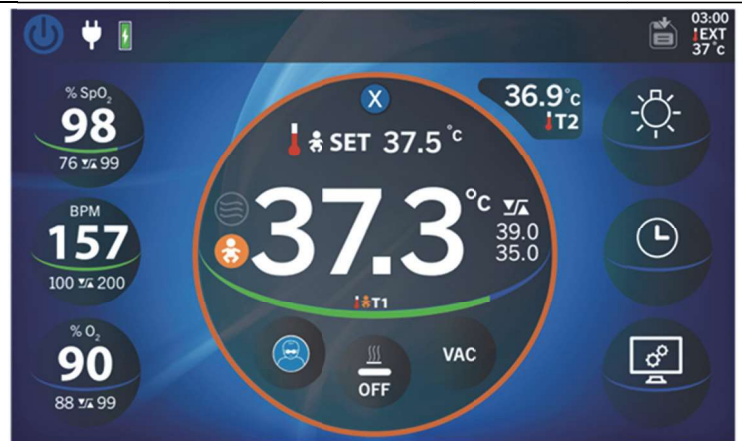 03:00
EXT
37 °C
% SpO₂
98
76 99
X
SET 37.5 °C
36.9°C
T2
BPM
157
100 200
37.3 °C
39.0
35.0
T1
% O₂
90
88 99
OFF
VAC